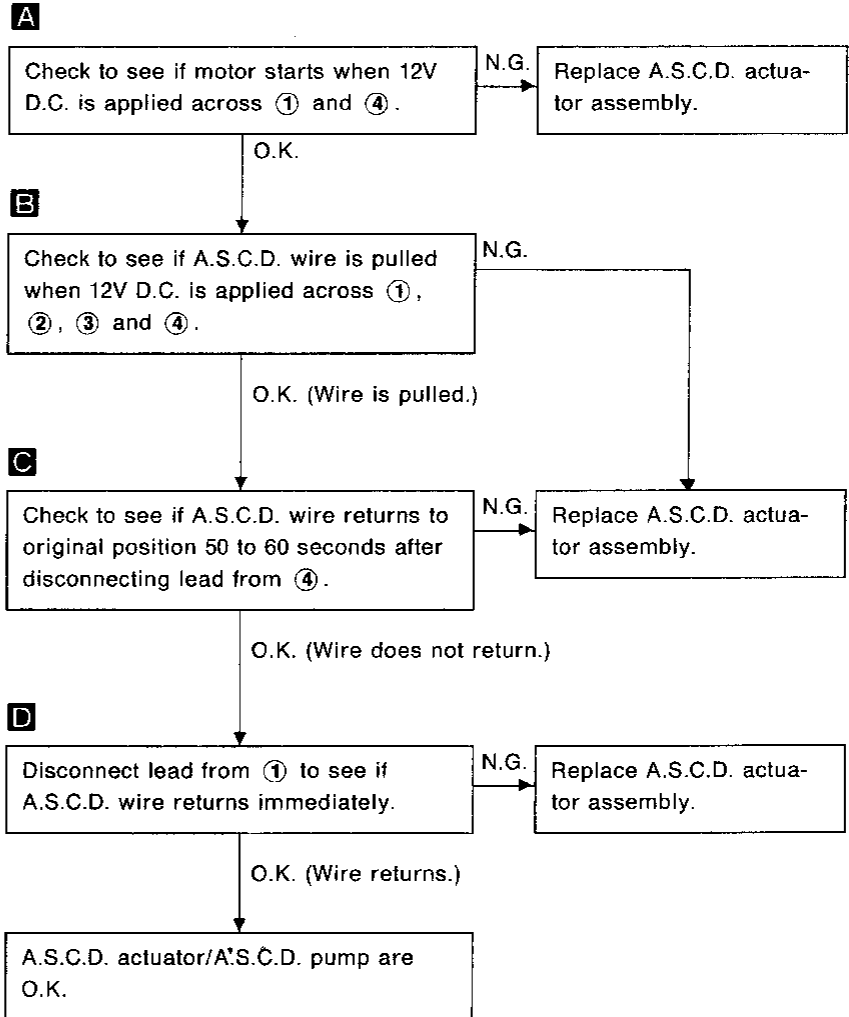 A
Check to see if motor starts when 12V
D.C. is applied across ① and ④.
N.G.
Replace A.S.C.D. actua-
tor assembly.
O.K.
B
Check to see if A.S.C.D. wire is pulled
when 12V D.C. is applied across ①,
②, ③ and ④.
N.G.
O.K. (Wire is pulled.)
C
Check to see if A.S.C.D. wire returns to
original position 50 to 60 seconds after
disconnecting lead from ④.
N.G.
Replace A.S.C.D. actua-
tor assembly.
O.K. (Wire does not return.)
D
Disconnect lead from ① to see if
A.S.C.D. wire returns immediately.
N.G.
Replace A.S.C.D. actua-
tor assembly.
O.K. (Wire returns.)
A.S.C.D. actuator/A.S.C.D. pump are
O.K.